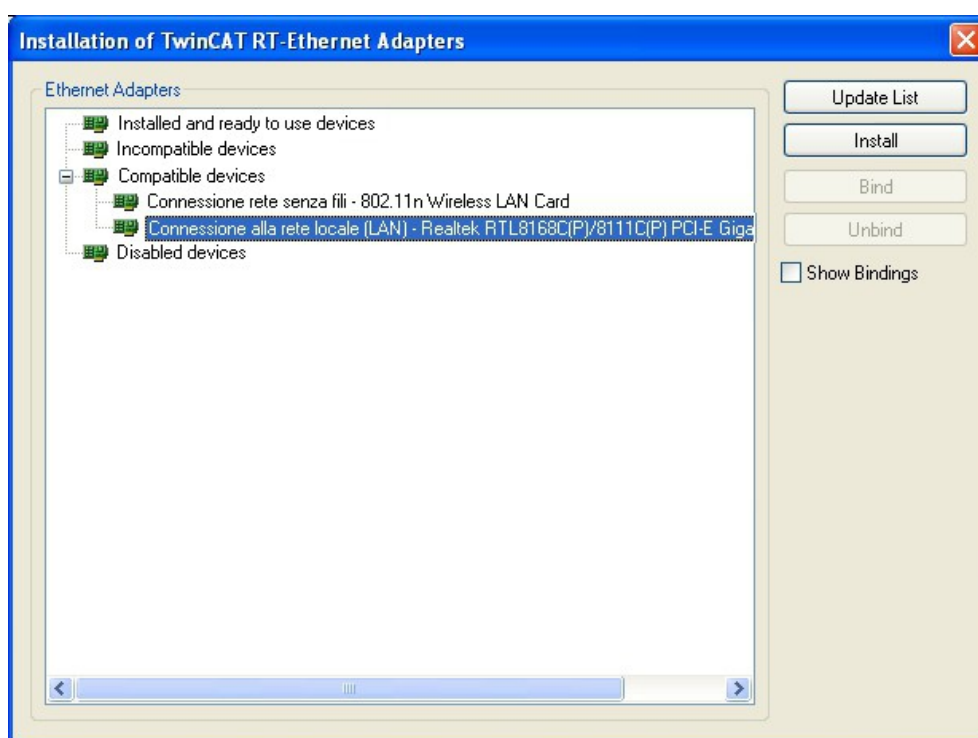 Installation of TwinCAT RT-Ethernet Adapters
Ethernet Adapters
Installed and ready to use devices
Incompatible devices
Compatible devices
Connessione rete senza fili - 802.11n Wireless LAN Card
Connessione alla rete locale (LAN) - Realtek RTL8168C(P)/8111C(P) PCI-E Giga
Disabled devices
Update List
Install
Bind
Unbind
Show Bindings